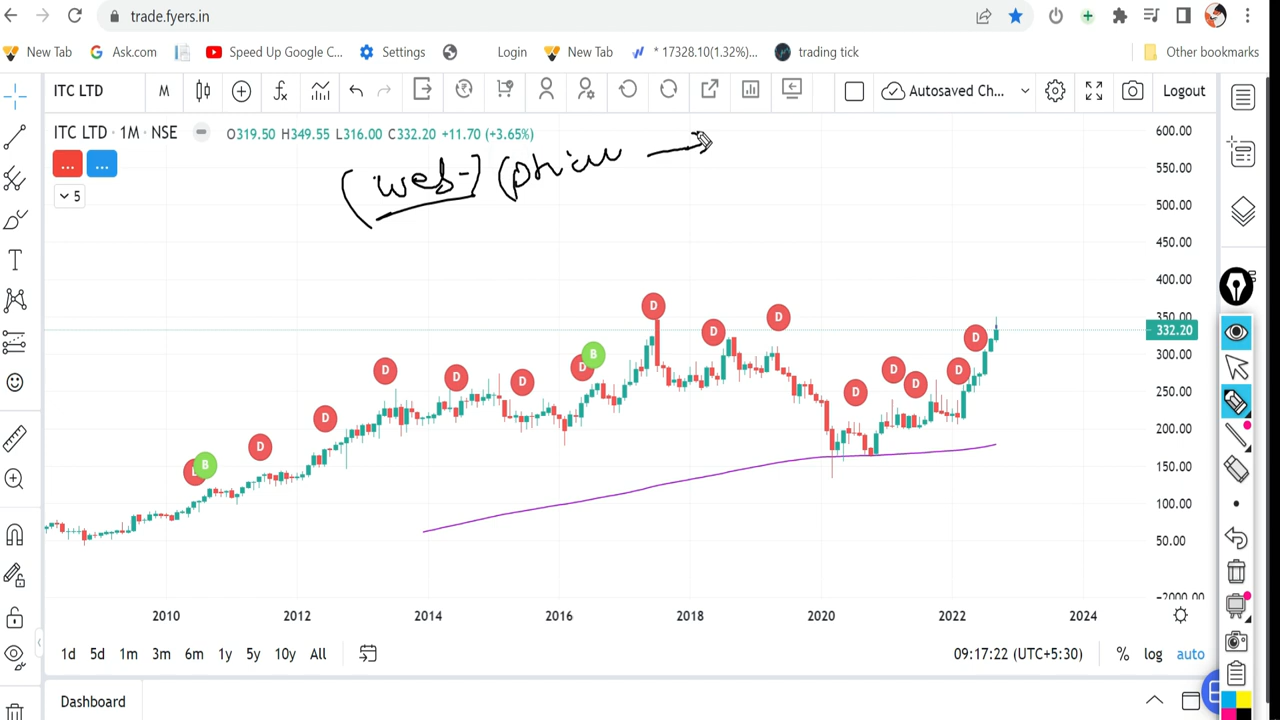 trade.fyers.in
New Tab Ask.com Speed Up Google C... Settings Login New Tab * 17328.10(1.32%)... trading tick Other bookmarks
ITC LTD M Autosaved Ch... Logout
ITC LTD · 1M · NSE O319.50 H349.55 L316.00 C332.20 +11.70 (+3.65%)
... ...
5
(web-)
600.00
550.00
500.00
450.00
400.00
350.00
332.20
300.00
250.00
200.00
150.00
100.00
50.00
D B D D D D D D B D D D D D D D D
2010 2012 2014 2016 2018 2020 2022 2024
1d 5d 1m 3m 6m 1y 5y 10y All 09:17:22 (UTC+5:30) % log auto
Dashboard